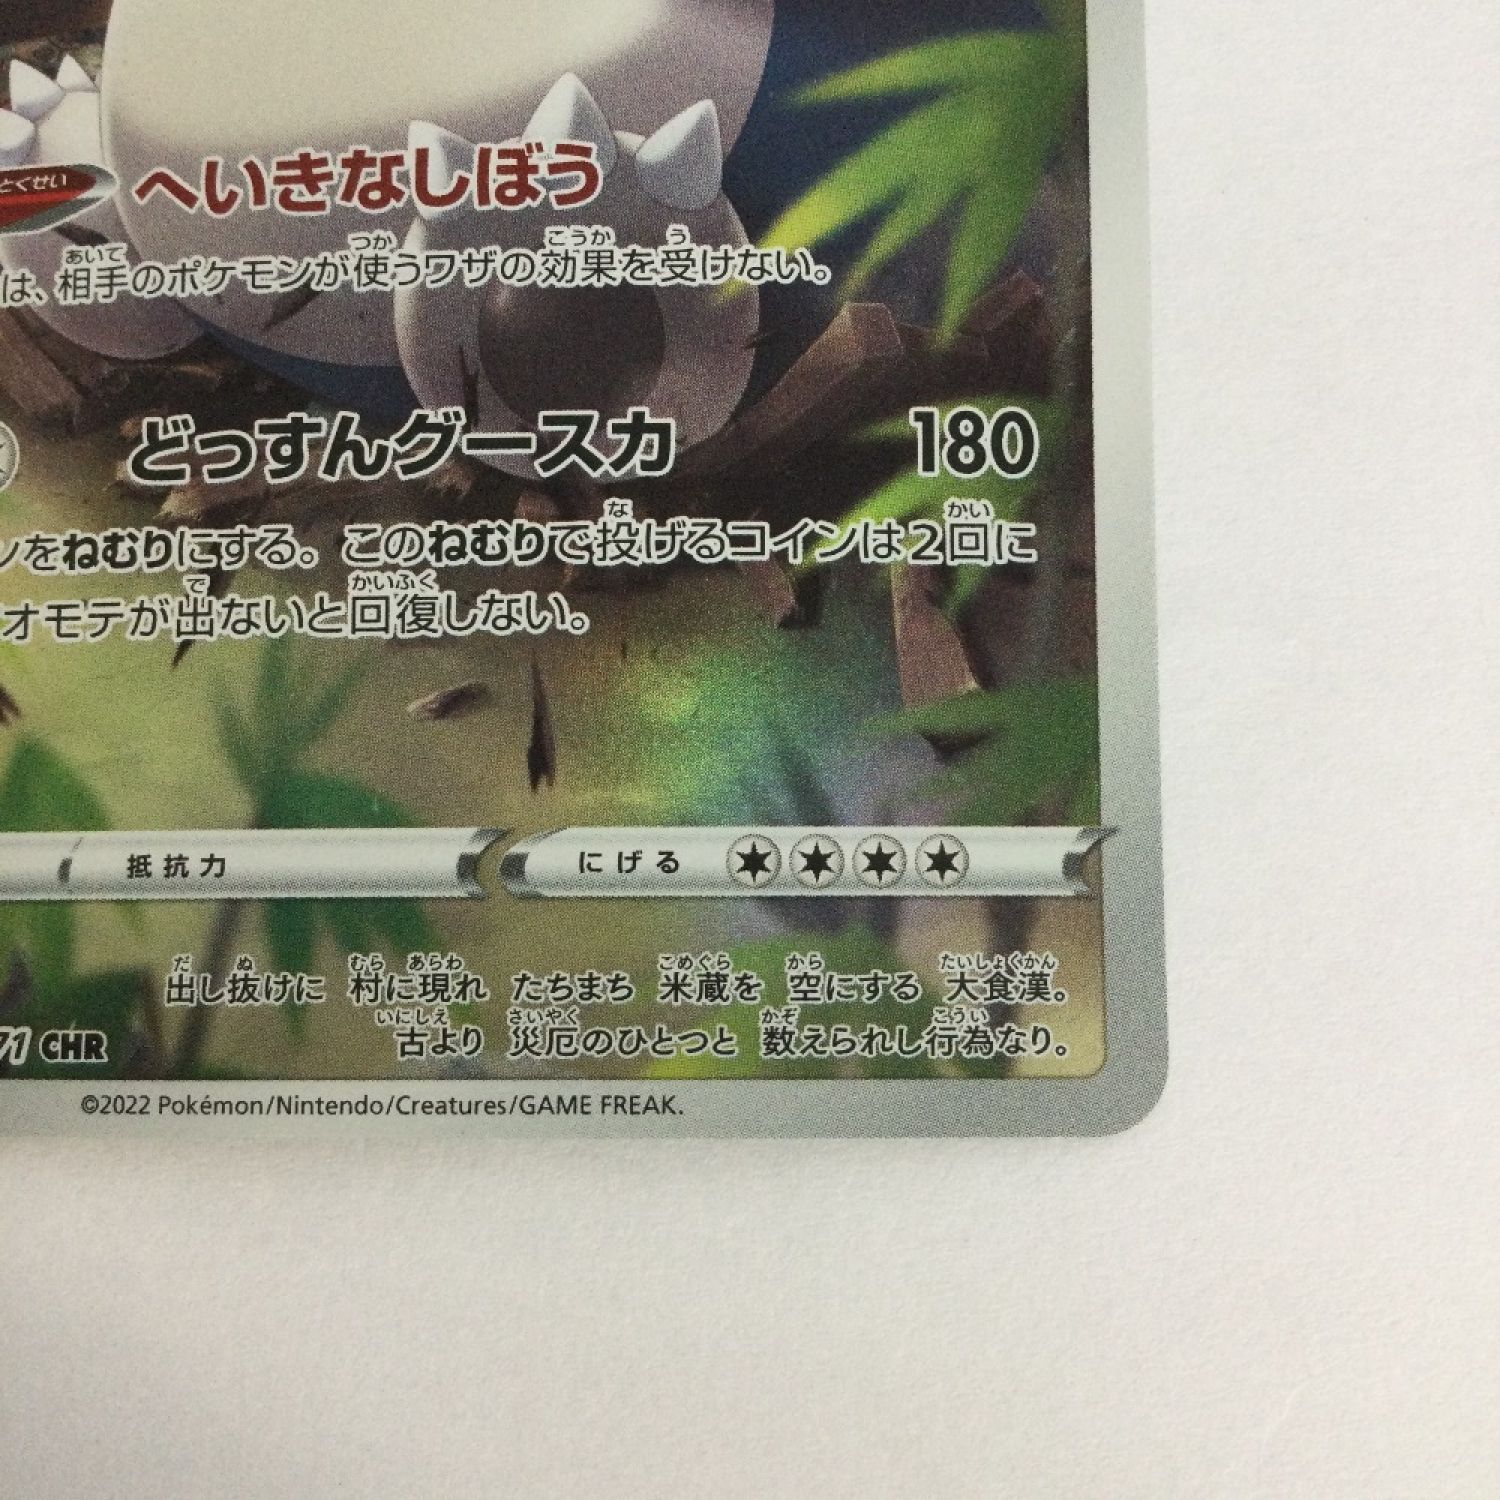 とくせい へいきなしぼう
は、相手のポケモンが使うワザの効果を受けない。
どっすんグースカ 180
ンをねむりにする。このねむりで投げるコインは2回に
オモテが出ないと回復しない。
抵抗力 にげる
出し抜けに 村に現れ たちまち 米蔵を 空にする 大食漢。
71 CHR 古より 災厄のひとつと 数えられし行為なり。
©2022 Pokémon/Nintendo/Creatures/GAME FREAK.